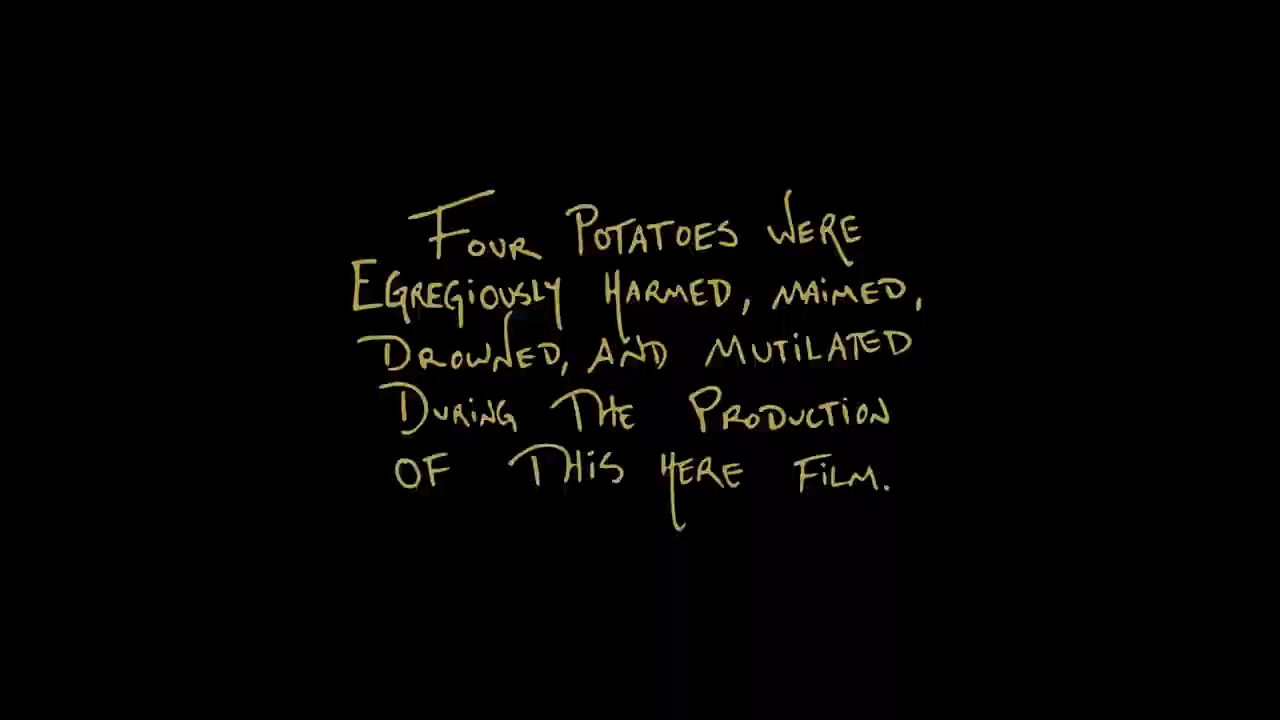 Four Potatoes Were
Egregiously Harmed, Maimed,
Drowned, and Mutilated
During The Production
of This Here Film.